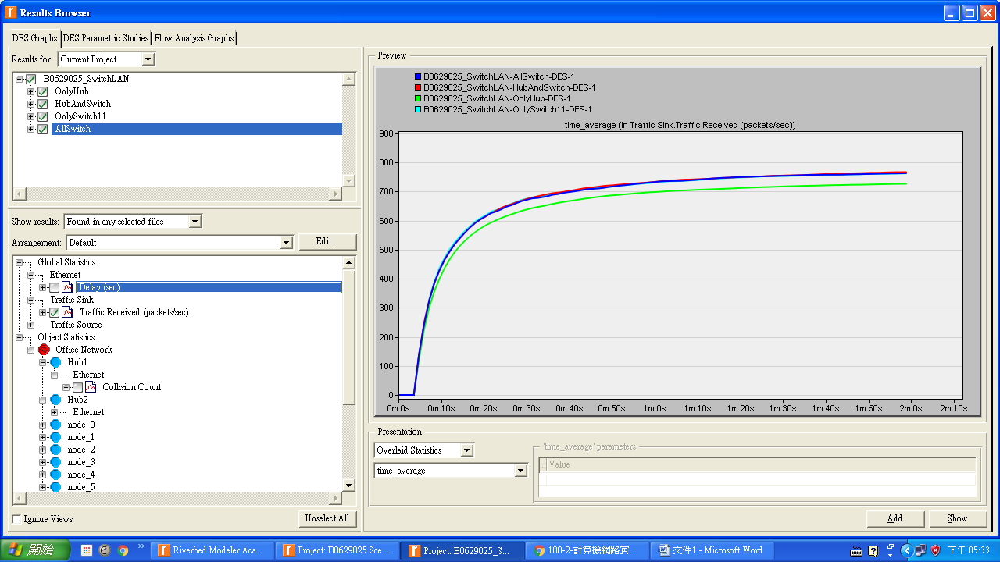 Results Browser
DES Graphs
DES Parametric Studies
Flow Analysis Graphs
Results for:
Current Project
B0629025_SwitchLAN
OnlyHub
HubAndSwitch
OnlySwitch11
AllSwitch
Show results:
Found in any selected files
Arrangement:
Default
Edit...
Global Statistics
Ethernet
Delay (sec)
Traffic Sink
Traffic Received (packets/sec)
Traffic Source
Object Statistics
Office Network
Hub1
Ethernet
Collision Count
Hub2
Ethernet
node_0
node_1
node_2
node_3
node_4
node_5
Ignore Views
Unselect All
Preview
B0629025_SwitchLAN-AllSwitch-DES-1
B0629025_SwitchLAN-HubAndSwitch-DES-1
B0629025_SwitchLAN-OnlyHub-DES-1
B0629025_SwitchLAN-OnlySwitch11-DES-1
time_average (in Traffic Sink.Traffic Received (packets/sec))
900
800
700
600
500
400
300
200
100
0
0m 0s
0m 10s
0m 20s
0m 30s
0m 40s
0m 50s
1m 0s
1m 10s
1m 20s
1m 30s
1m 40s
1m 50s
2m 0s
2m 10s
Presentation
Overlaid Statistics
time_average
'time_average' parameters
...
Value
Add
Show
開始
Riverbed Modeler Aca...
Project: B0629025 Sce...
Project: B0629025_S...
108-2-計算機網路實...
文件1 - Microsoft Word
下午 05:33